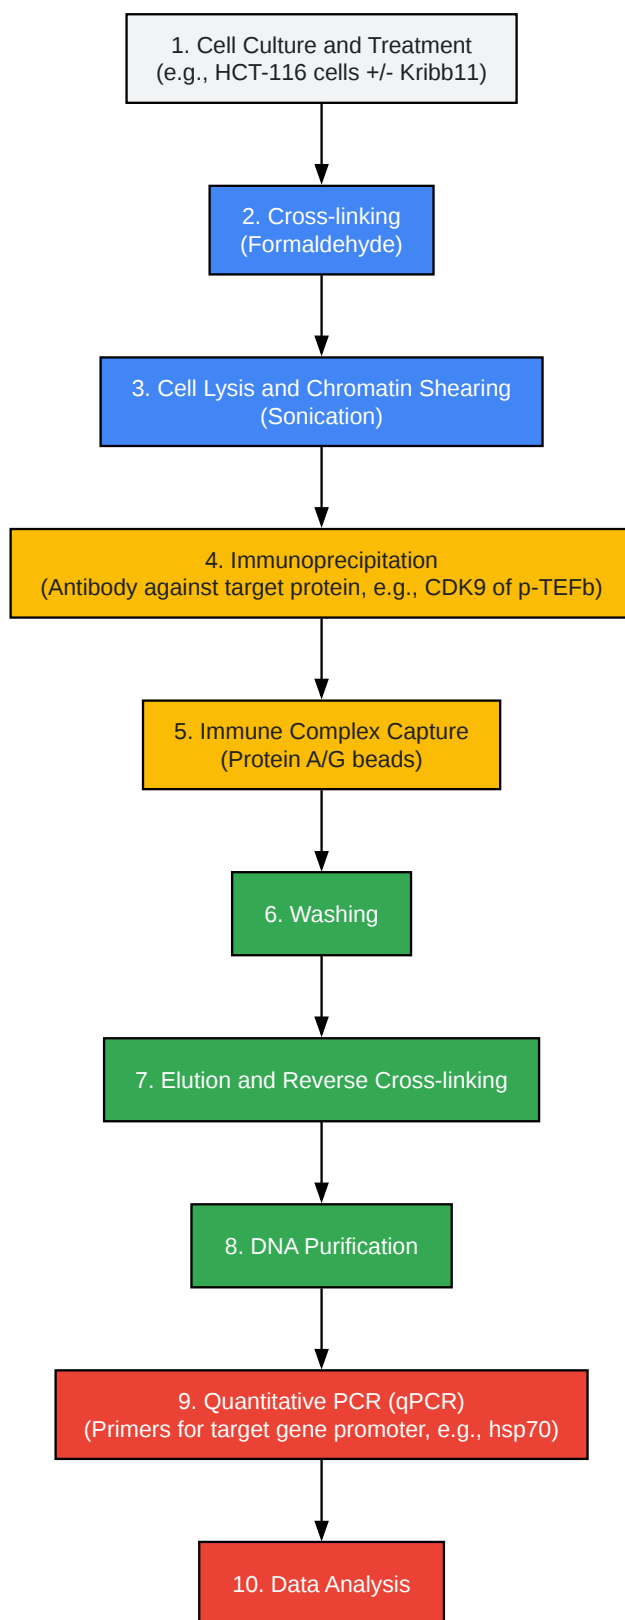 1. Cell Culture and Treatment
(e.g., HCT-116 cells +/- Kribb11)
2. Cross-linking
(Formaldehyde)
3. Cell Lysis and Chromatin Shearing
(Sonication)
4. Immunoprecipitation
(Antibody against target protein, e.g., CDK9 of p-TEFb)
5. Immune Complex Capture
(Protein A/G beads)
6. Washing
7. Elution and Reverse Cross-linking
8. DNA Purification
9. Quantitative PCR (qPCR)
(Primers for target gene promoter, e.g., hsp70)
10. Data Analysis